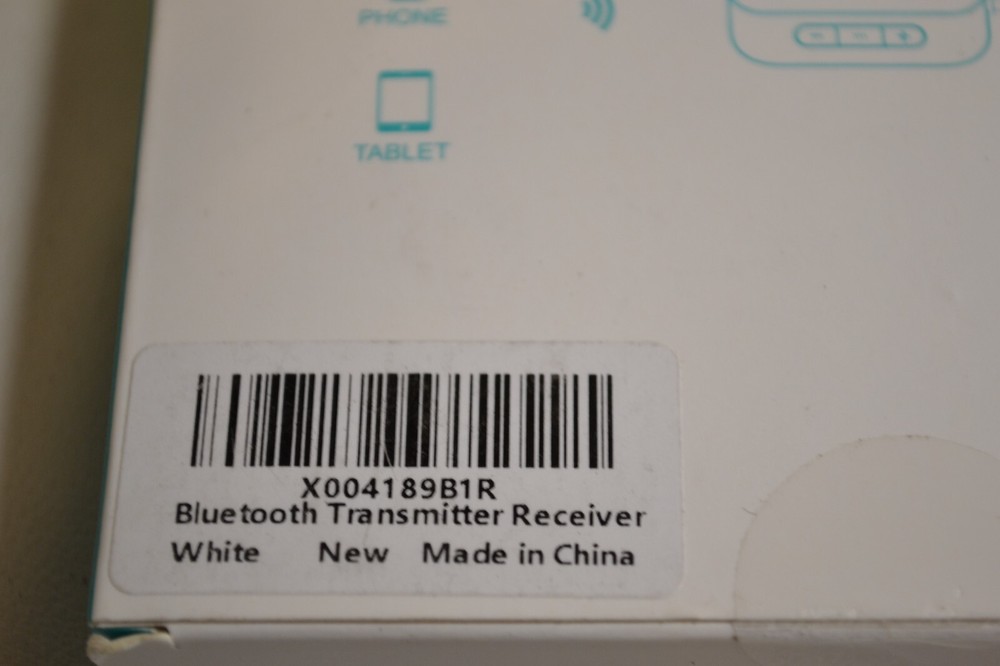 PHONE
TABLET
X004189B1R
Bluetooth Transmitter Receiver
White New Made in China